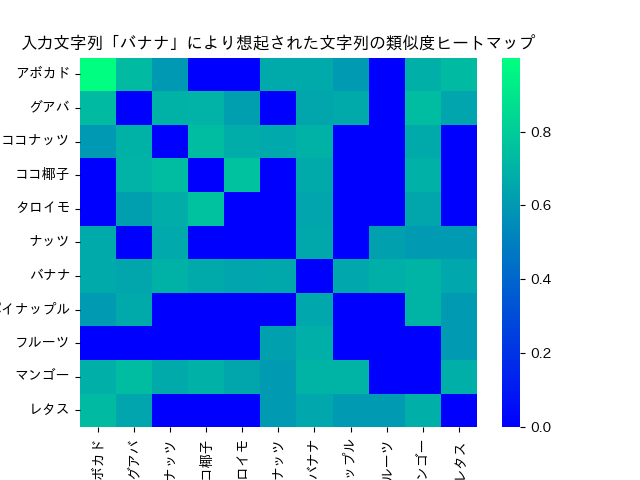 入力文字列「バナナ」により想起された文字列の類似度ヒートマップ
アボカド
グアバ
ココナッツ
ココ椰子
タロイモ
ナッツ
バナナ
イナップル
フルーツ
マンゴー
レタス
ボカド
グアバ
ナッツ
コ椰子
ロイモ
ナッツ
バナナ
ップル
ルーツ
ンゴー
レタス
0.8
0.6
0.4
0.2
0.0